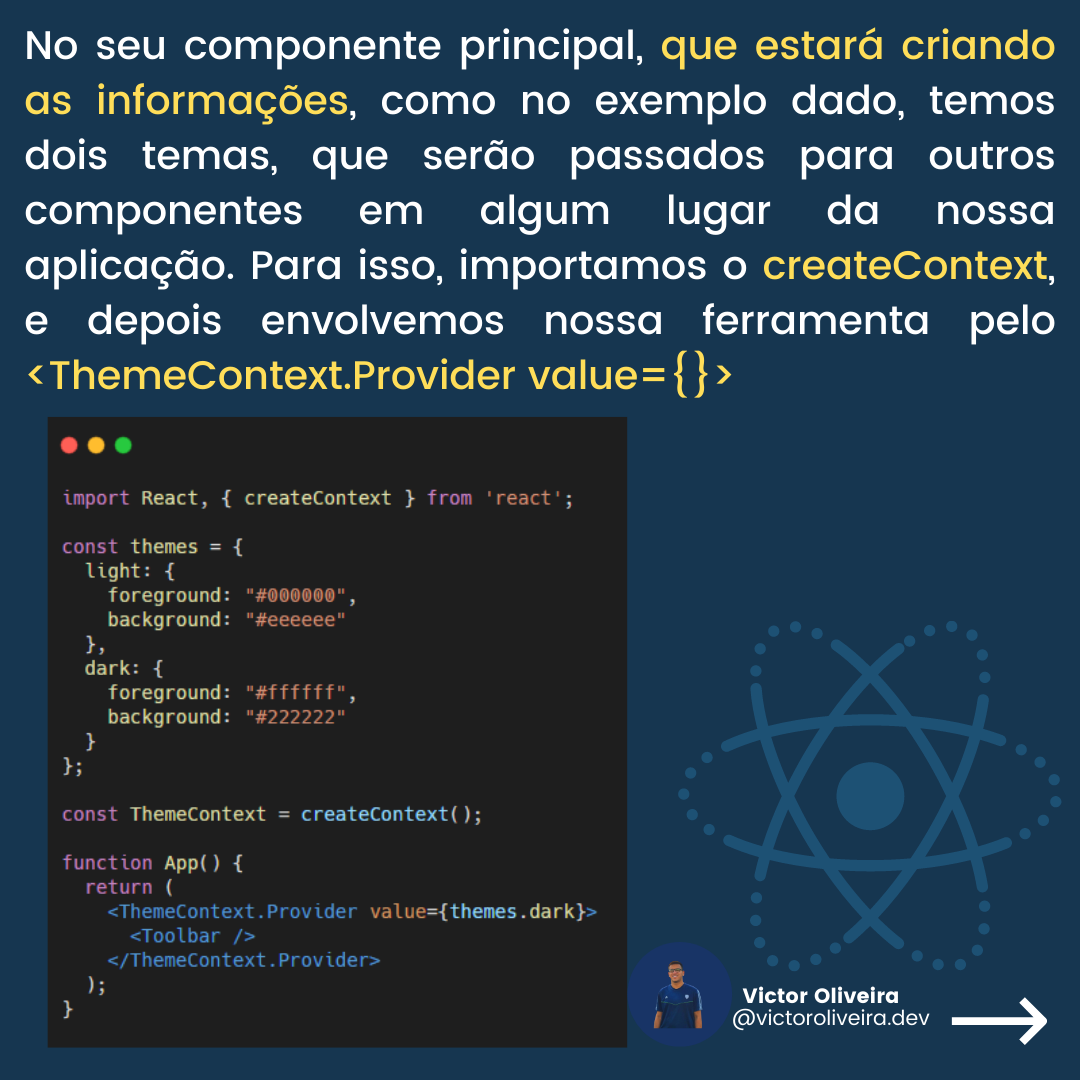 No seu componente principal, que estará criando
as informações, como no exemplo dado, temos
dois temas, que serão passados para outros
componentes em algum lugar da nossa
aplicação. Para isso, importamos o createContext,
e depois envolvemos nossa ferramenta pelo
<ThemeContext.Provider value={}>
import React, { createContext } from 'react';
const themes = {
  light: {
    foreground: "#000000",
    background: "#eeeeee"
  },
  dark: {
    foreground: "#ffffff",
    background: "#222222"
  }
};
const ThemeContext = createContext();
function App() {
  return (
    <ThemeContext.Provider value={themes.dark}>
      <Toolbar />
    </ThemeContext.Provider>
  );
}
Victor Oliveira
@victoroliveira.dev